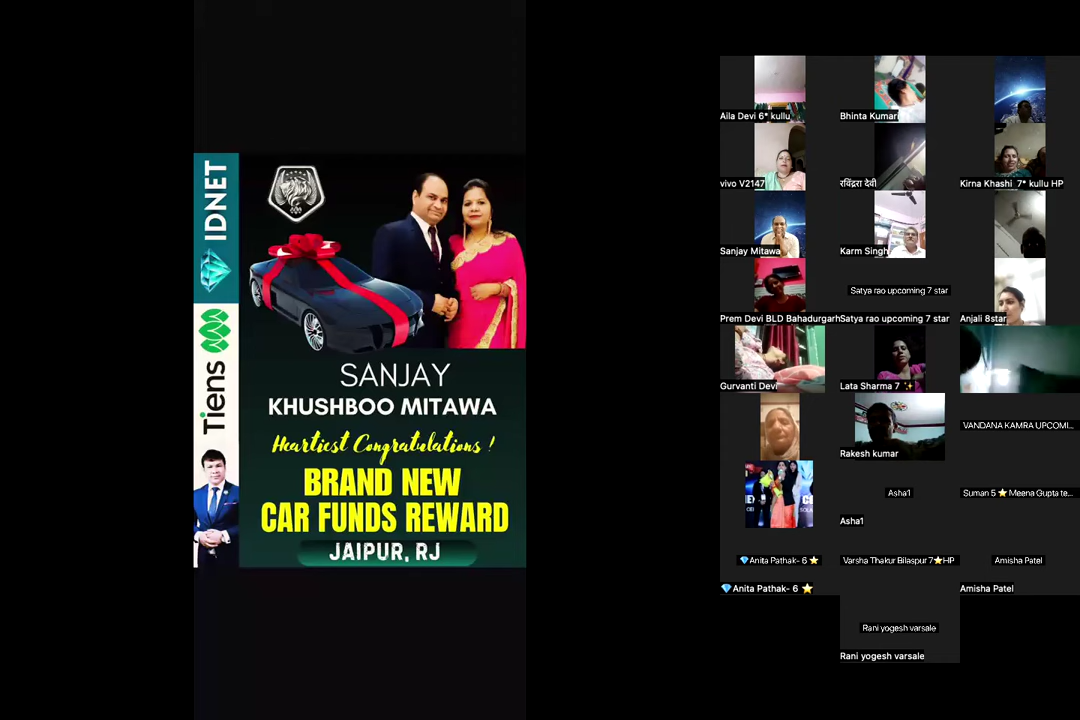 IDNET
Tiens
SANJAY
KHUSHBOO MITAWA
Heartiest Congratulations !
BRAND NEW
CAR FUNDS REWARD
JAIPUR, RJ
Aila Devi 6* kullu
Bhinta Kumari
vivo V2147
रविंद्रा देवी
Kirna Khashi 7* kullu HP
Sanjay Mitawa
Karm Singh
Satya rao upcoming 7 star
Prem Devi BLD Bahadurgarh
Satya rao upcoming 7 star
Anjali 8star
Gurvanti Devi
Lata Sharma 7 ✨
Rakesh kumar
VANDANA KAMRA UPCOMI...
Asha1
Suman 5 ⭐ Meena Gupta te...
Asha1
💎Anita Pathak- 6 ⭐
Varsha Thakur Bilaspur 7⭐HP
Amisha Patel
💎Anita Pathak- 6 ⭐
Amisha Patel
Rani yogesh varsale
Rani yogesh varsale